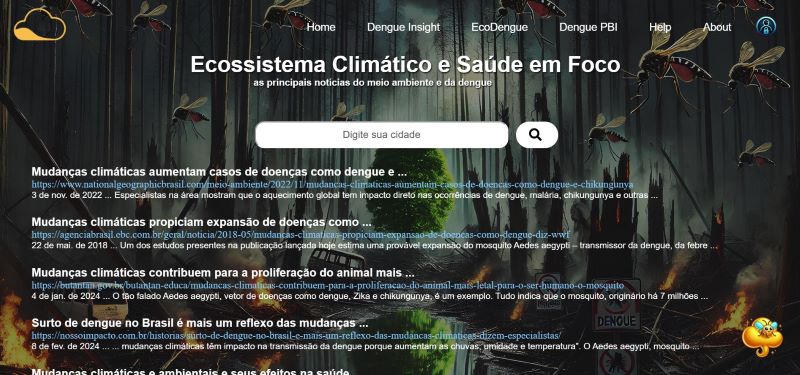 Home Dengue Insight EcoDengue Dengue PBI Help About
Ecossistema Climático e Saúde em Foco
as principais noticias do meio ambiente e da dengue
Digite sua cidade
Mudanças climáticas aumentam casos de doenças como dengue e ...
https://www.nationalgeographicbrasil.com/meio-ambiente/2022/11/mudancas-climaticas-aumentam-casos-de-doencas-como-dengue-e-chikungunya
3 de nov. de 2022 ... Especialistas na área mostram que o aquecimento global tem impacto direto nas ocorrências de dengue, malária, chikungunya e outras ...
Mudanças climáticas propiciam expansão de doenças como ...
https://agenciabrasil.ebc.com.br/geral/noticia/2018-05/mudancas-climaticas-propiciam-expansao-de-doencas-como-dengue-diz-wwf
22 de mai. de 2018 ... Um dos estudos presentes na publicação lançada hoje estima uma provável expansão do mosquito Aedes aegypti – transmissor da dengue, da febre ...
Mudanças climáticas contribuem para a proliferação do animal mais ...
https://butantan.gov.br/butantan-educa/mudancas-climaticas-contribuem-para-a-proliferacao-do-animal-mais-letal-para-o-ser-humano-o-mosquito
4 de jan. de 2024 ... O tão falado Aedes aegypti, vetor de doenças como dengue, Zika e chikungunya, é um exemplo. Tudo indica que o mosquito, originário há 7 milhões ...
DENGUE
Surto de dengue no Brasil é mais um reflexo das mudanças ...
https://nossoimpacto.com.br/historias/surto-de-dengue-no-brasil-e-mais-um-reflexo-das-mudancas-climaticas-dizem-especialistas/
8 de fev. de 2024 ... ... mudanças climáticas têm impacto na transmissão da dengue porque aumentam as chuvas, umidade e temperatura". O Aedes aegypti, mosquito ...
Mudanças climáticas e ambientais e seus efeitos na saúde